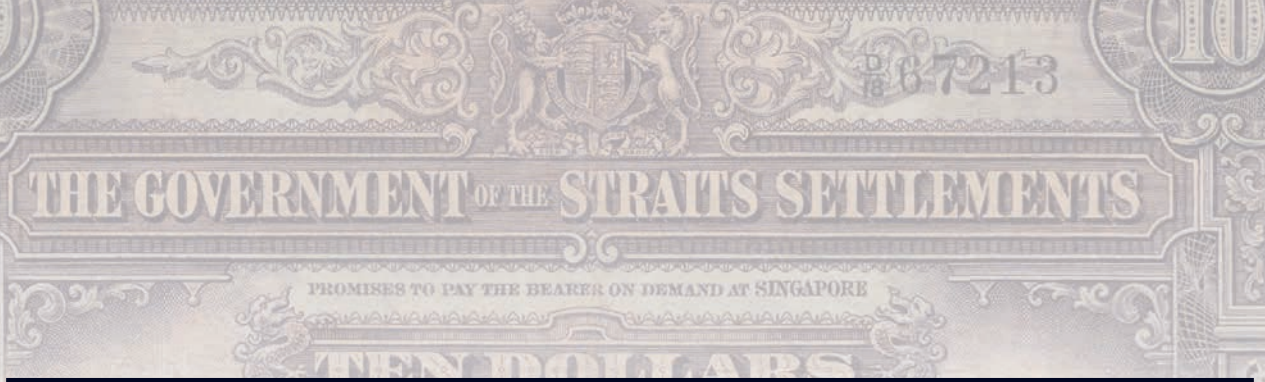 10
D/18 67213
THE GOVERNMENT OF THE STRAITS SETTLEMENTS
PROMISES TO PAY THE BEARER ON DEMAND AT SINGAPORE
TEN DOLLARS